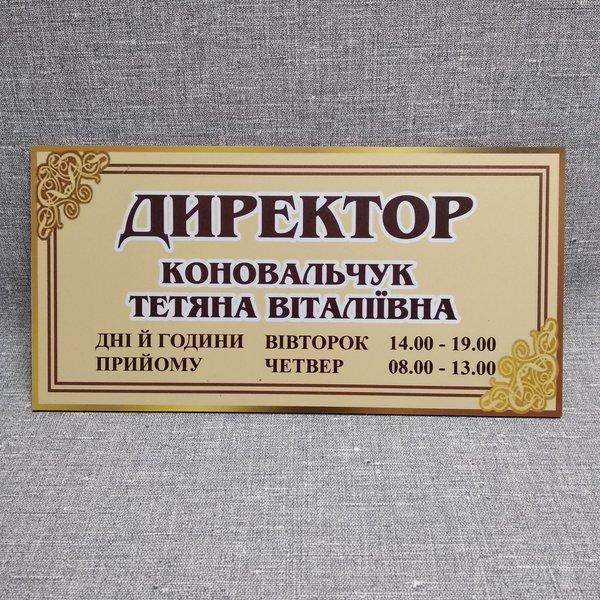 ДИРЕКТОР
КОНОВАЛЬЧУК
ТЕТЯНА ВІТАЛІЇВНА
ДНІ Й ГОДИНИ ВІВТОРОК 14.00 - 19.00
ПРИЙОМУ ЧЕТВЕР 08.00 - 13.00